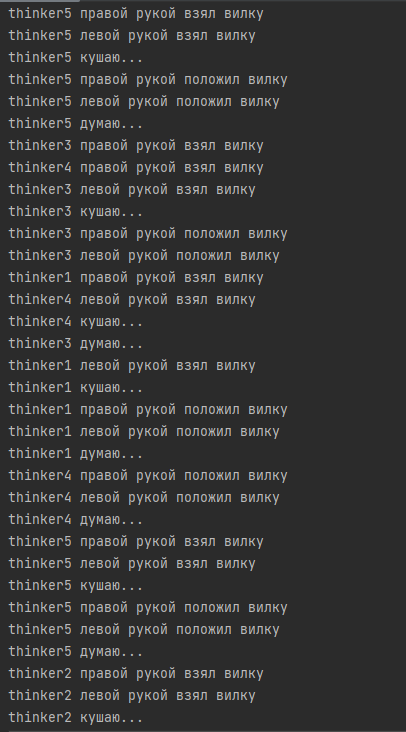 thinker5 правой рукой взял вилку
thinker5 левой рукой взял вилку
thinker5 кушаю...
thinker5 правой рукой положил вилку
thinker5 левой рукой положил вилку
thinker5 думаю...
thinker3 правой рукой взял вилку
thinker4 правой рукой взял вилку
thinker3 левой рукой взял вилку
thinker3 кушаю...
thinker3 правой рукой положил вилку
thinker3 левой рукой положил вилку
thinker1 правой рукой взял вилку
thinker4 левой рукой взял вилку
thinker4 кушаю...
thinker3 думаю...
thinker1 левой рукой взял вилку
thinker1 кушаю...
thinker1 правой рукой положил вилку
thinker1 левой рукой положил вилку
thinker1 думаю...
thinker4 правой рукой положил вилку
thinker4 левой рукой положил вилку
thinker4 думаю...
thinker5 правой рукой взял вилку
thinker5 левой рукой взял вилку
thinker5 кушаю...
thinker5 правой рукой положил вилку
thinker5 левой рукой положил вилку
thinker5 думаю...
thinker2 правой рукой взял вилку
thinker2 левой рукой взял вилку
thinker2 кушаю...